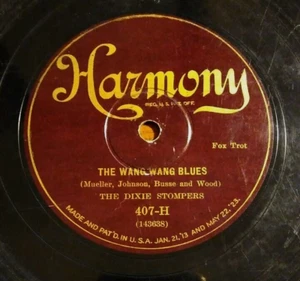 Harmony
REG. U. S. PAT. OFF.
Fox Trot
THE WANG WANG BLUES
(Mueller, Johnson, Busse and Wood)
THE DIXIE STOMPERS
407-H
(143638)
MADE AND PAT'D. IN U.S.A. JAN. 21,'13 AND MAY 22,'23.